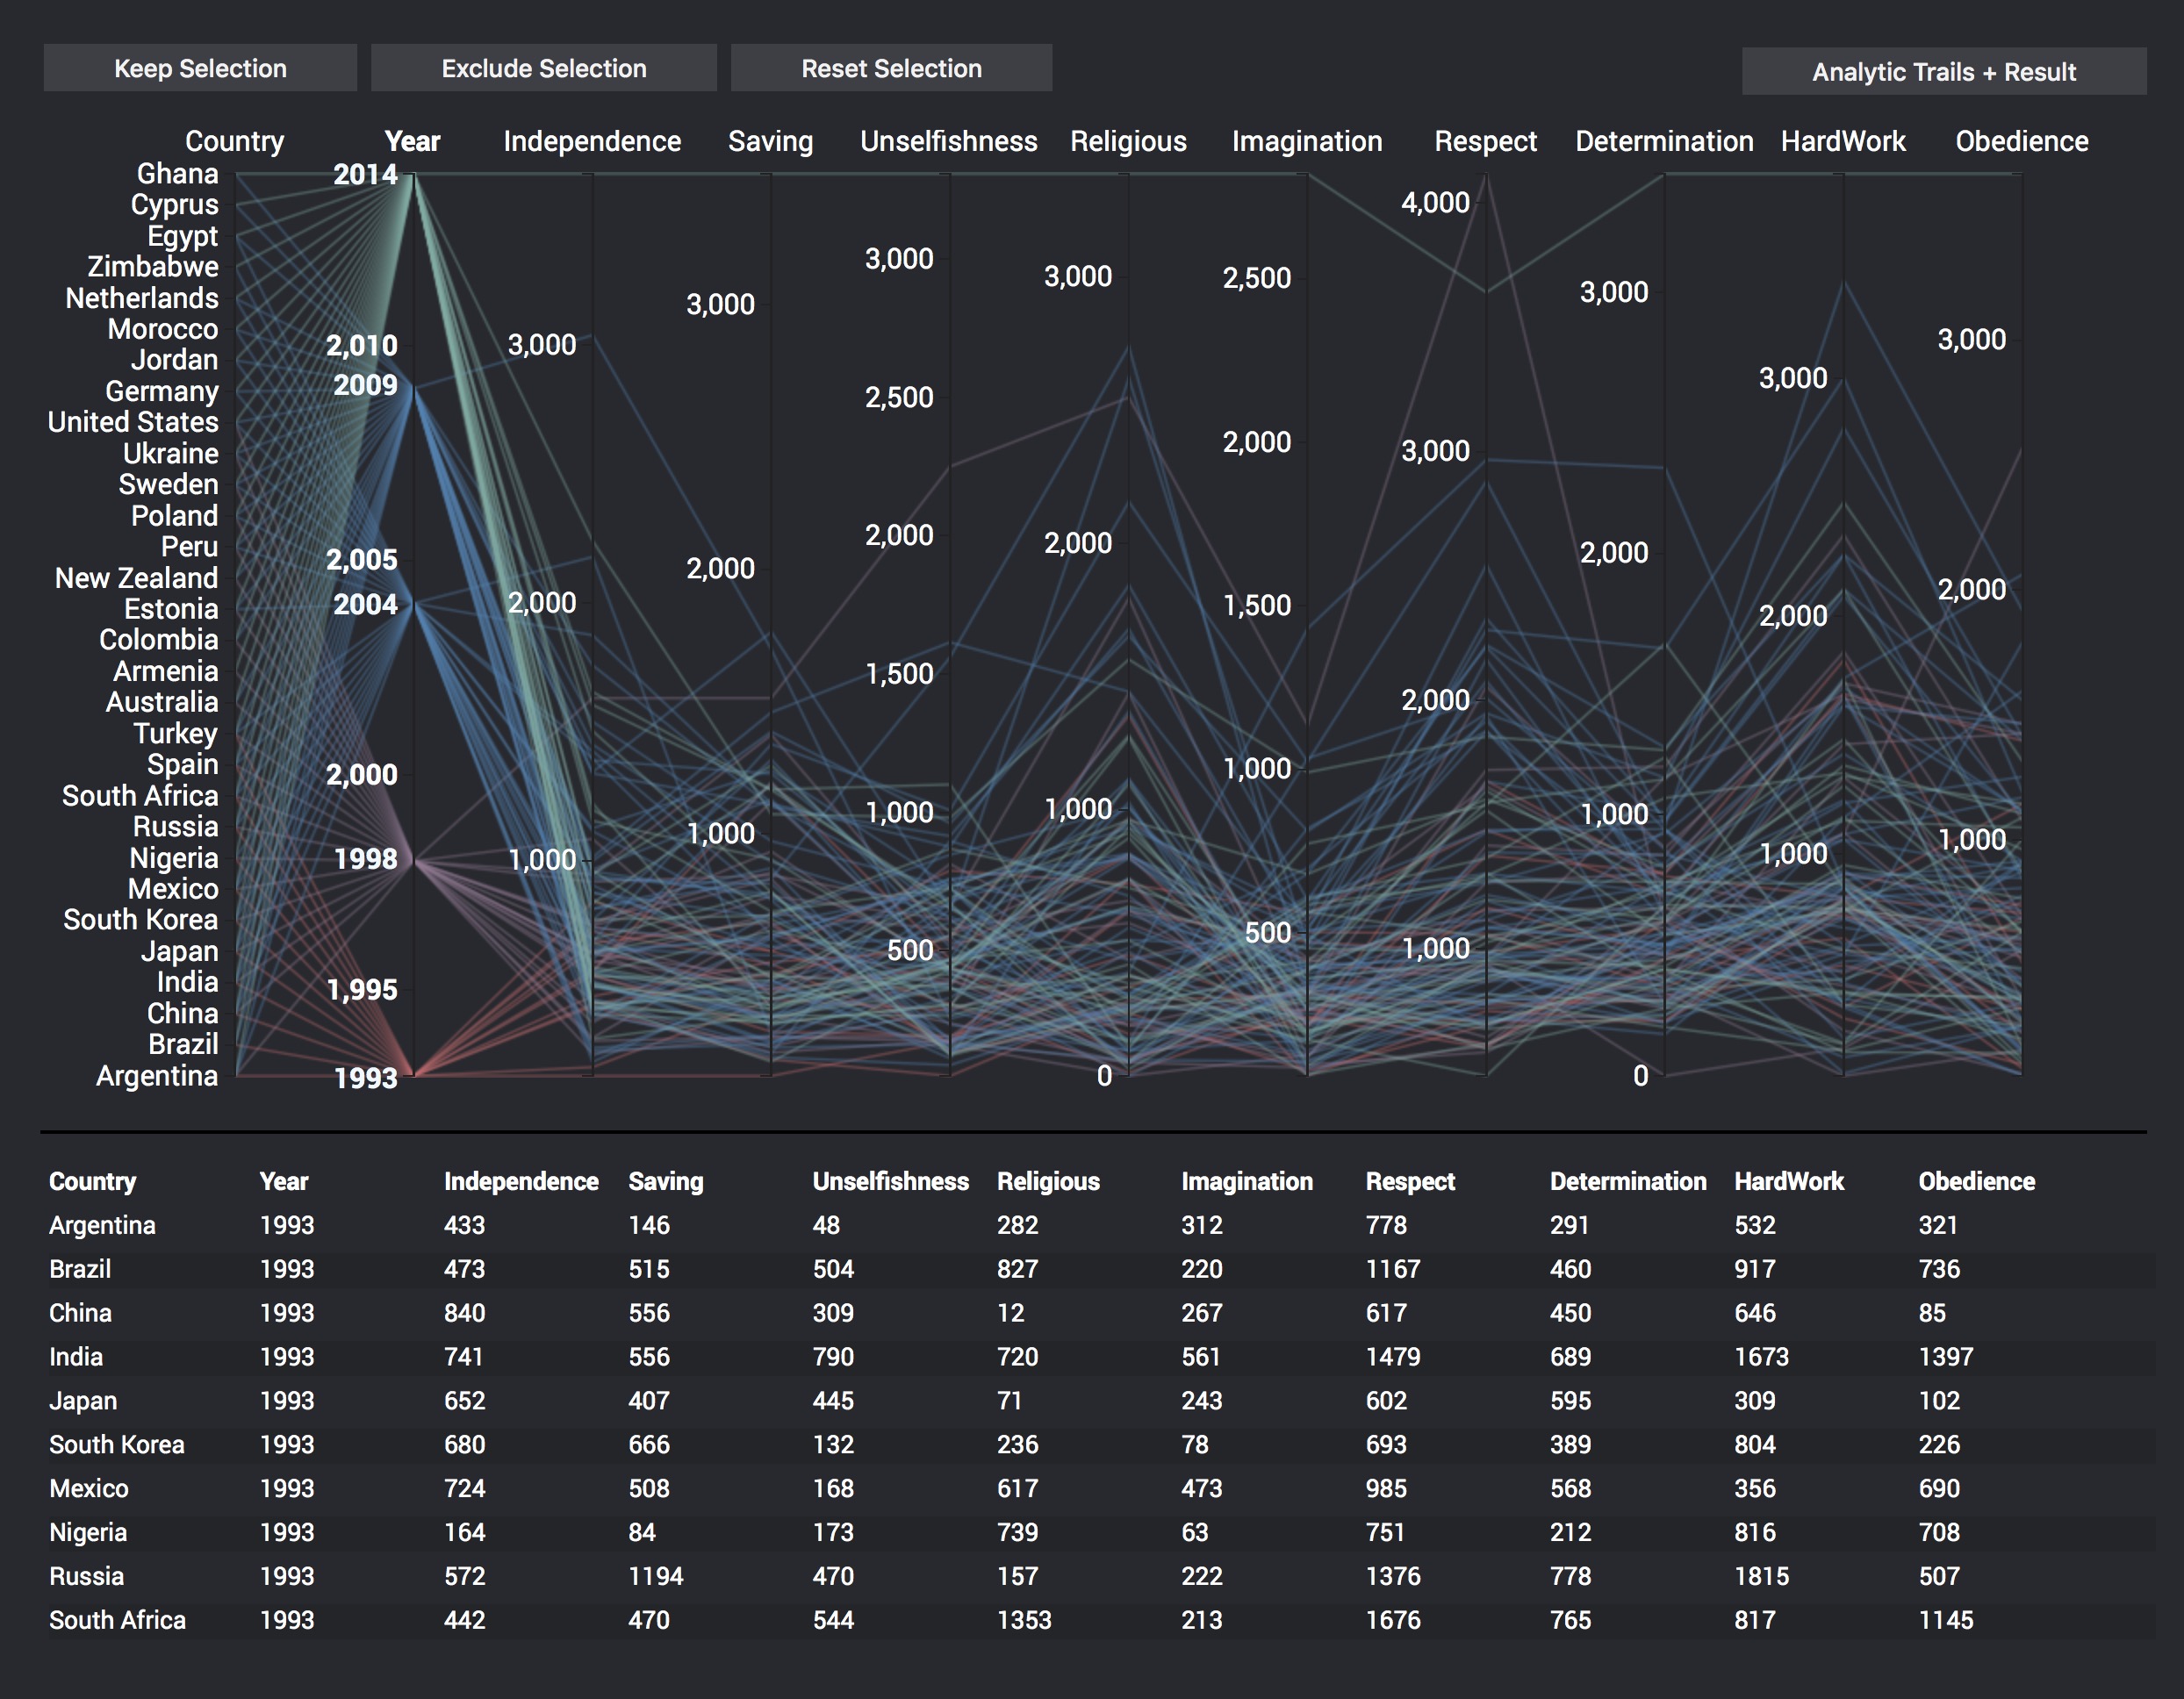 Keep Selection Exclude Selection Reset Selection Analytic Trails + Result
Country Year Independence Saving Unselfishness Religious Imagination Respect Determination HardWork Obedience
Ghana
Cyprus
Egypt
Zimbabwe
Netherlands
Morocco
Jordan
Germany
United States
Ukraine
Sweden
Poland
Peru
New Zealand
Estonia
Colombia
Armenia
Australia
Turkey
Spain
South Africa
Russia
Nigeria
Mexico
South Korea
Japan
India
China
Brazil
Argentina
2014
2,010
2009
2,005
2004
2,000
1998
1,995
1993
3,000
2,000
1,000
3,000
2,000
1,000
3,000
2,500
2,000
1,500
1,000
500
3,000
2,000
1,000
0
2,500
2,000
1,500
1,000
500
4,000
3,000
2,000
1,000
3,000
2,000
1,000
0
3,000
2,000
1,000
3,000
2,000
1,000
Country Year Independence Saving Unselfishness Religious Imagination Respect Determination HardWork Obedience
Argentina 1993 433 146 48 282 312 778 291 532 321
Brazil 1993 473 515 504 827 220 1167 460 917 736
China 1993 840 556 309 12 267 617 450 646 85
India 1993 741 556 790 720 561 1479 689 1673 1397
Japan 1993 652 407 445 71 243 602 595 309 102
South Korea 1993 680 666 132 236 78 693 389 804 226
Mexico 1993 724 508 168 617 473 985 568 356 690
Nigeria 1993 164 84 173 739 63 751 212 816 708
Russia 1993 572 1194 470 157 222 1376 778 1815 507
South Africa 1993 442 470 544 1353 213 1676 765 817 1145